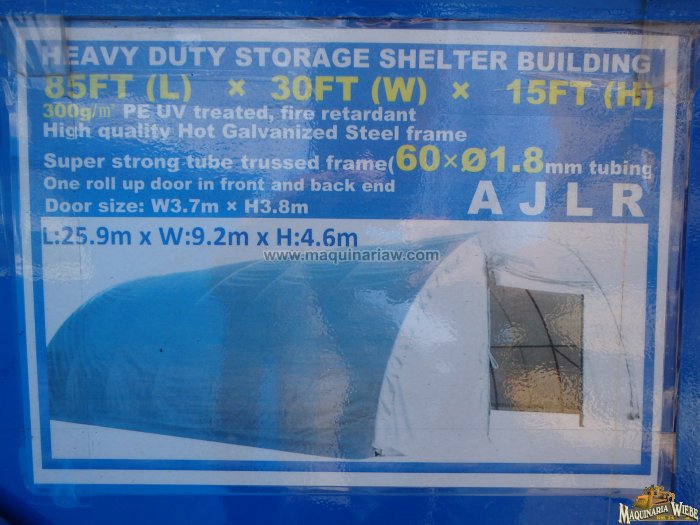 HEAVY DUTY STORAGE SHELTER BUILDING
85FT (L) × 30FT (W) × 15FT (H)
300g/㎡ PE UV treated, fire retardant
High quality Hot Galvanized Steel frame
Super strong tube trussed frame(60×Ø1.8mm tubing
One roll up door in front and back end
Door size: W3.7m × H3.8m
A J L R
L:25.9m x W:9.2m x H:4.6m
www.maquinariaw.com
MAQUINARIA WIEBE